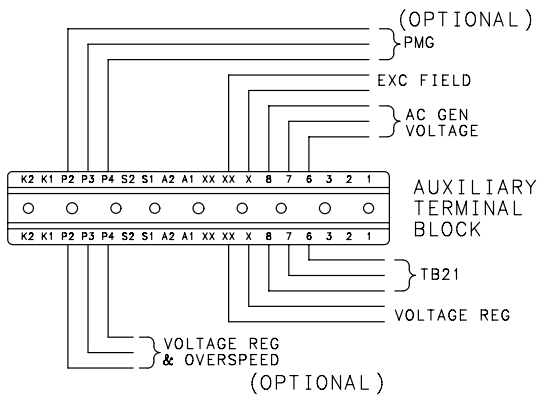 (OPTIONAL)
PMG
EXC FIELD
AC GEN
VOLTAGE
K2 K1 P2 P3 P4 S2 S1 A2 A1 XX XX X 8 7 6 3 2 1
AUXILIARY
TERMINAL
BLOCK
K2 K1 P2 P3 P4 S2 S1 A2 A1 XX XX X 8 7 6 3 2 1
TB21
VOLTAGE REG
VOLTAGE REG
& OVERSPEED
(OPTIONAL)